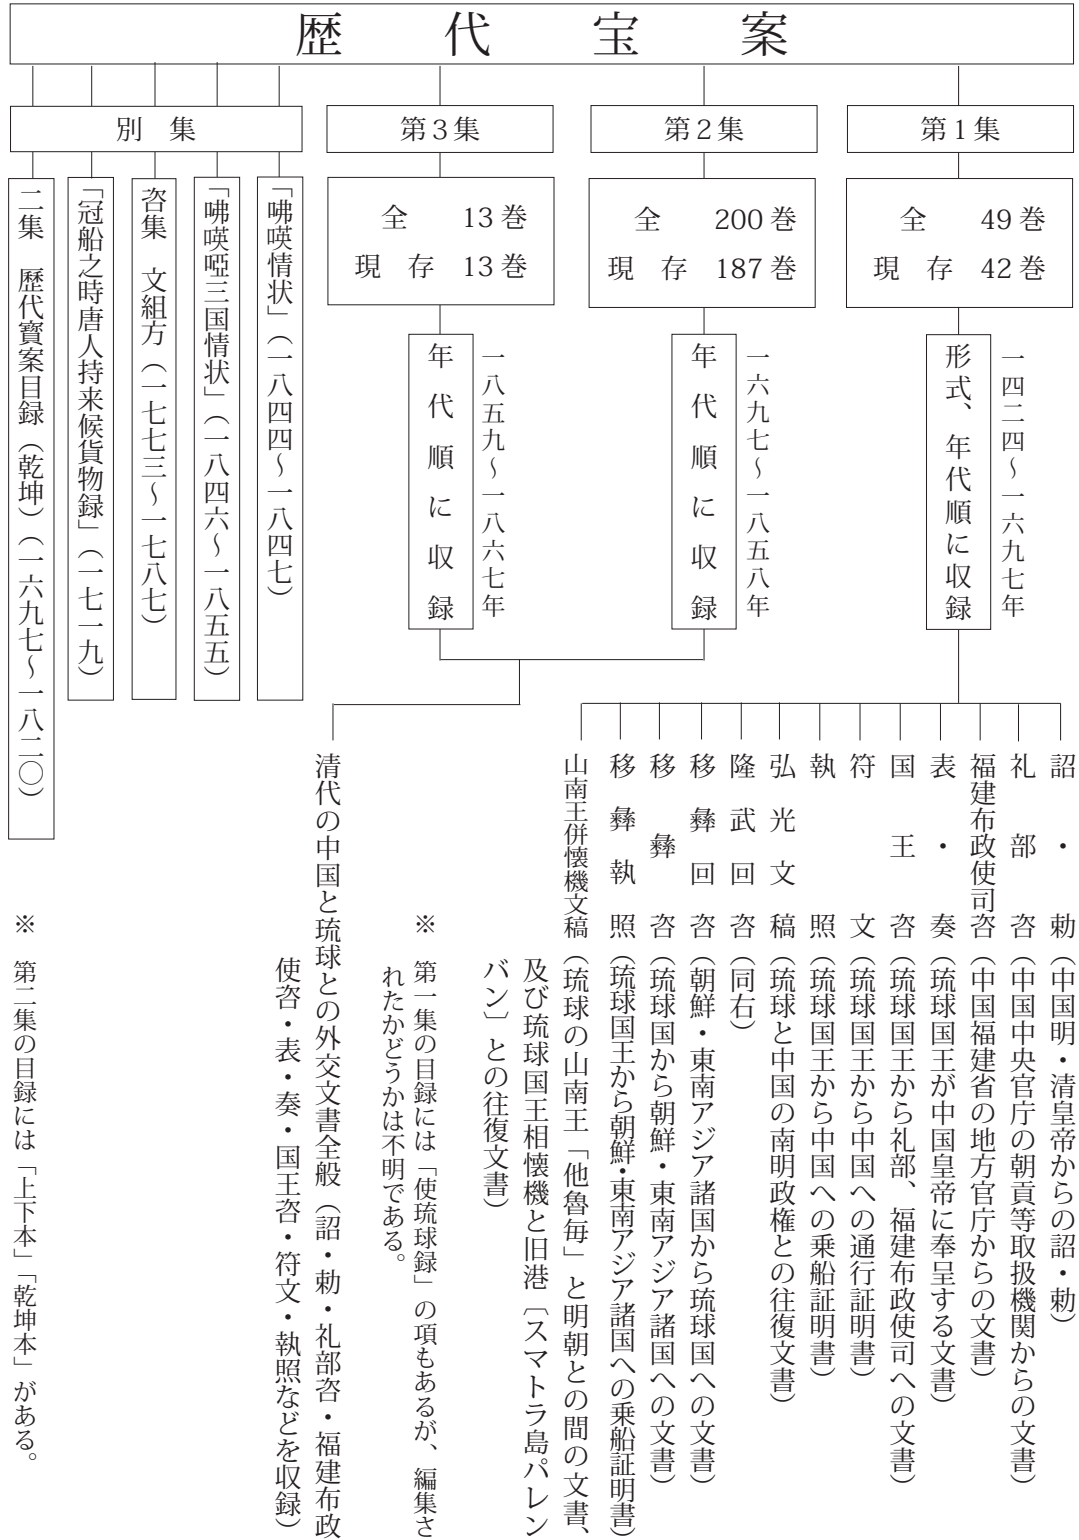 歴代宝案
第1集
全 49巻
現存 42巻
一四二四〜一六九七年
形式、年代順に収録
詔・勅（中国明・清皇帝からの詔・勅）
礼部咨（中国中央官庁の朝貢等取扱機関からの文書）
福建布政使司咨（中国福建省の地方官庁からの文書）
表・奏（琉球国王が中国皇帝に奉呈する文書）
国王咨（琉球国王から礼部、福建布政使司への文書）
符文（琉球国王から中国への通行証明書）
執照（琉球国王から中国への乗船証明書）
弘光文稿（琉球と中国の南明政権との往復文書）
隆武回咨（同右）
移彝回咨（朝鮮・東南アジア諸国から琉球国への文書）
移彝咨（琉球国から朝鮮・東南アジア諸国への文書）
移彝執照（琉球国王から朝鮮・東南アジア諸国への乗船証明書）
山南王併懐機文稿（琉球の山南王「他魯毎」と明朝との間の文書、
及び琉球国王相懐機と旧港〔スマトラ島パレン
バン〕との往復文書）
※ 第一集の目録には「使琉球録」の項もあるが、編集さ
れたかどうかは不明である。
第2集
全 200巻
現存 187巻
一六九七〜一八五八年
年代順に収録
第3集
全 13巻
現存 13巻
一八五九〜一八六七年
年代順に収録
清代の中国と琉球との外交文書全般（詔・勅・礼部咨・福建布政
使咨・表・奏・国王咨・符文・執照などを収録）
別集
「咈𠸄情状」（一八四四〜一八四七）
「咈𠸄啞三国情状」（一八四六〜一八五五）
咨集 文組方（一七七三〜一七八七）
「冠船之時唐人持来候貨物録」（一七一九）
二集 歴代寳案目録（乾坤）（一六九七〜一八二〇）
※ 第二集の目録には「上下本」「乾坤本」がある。